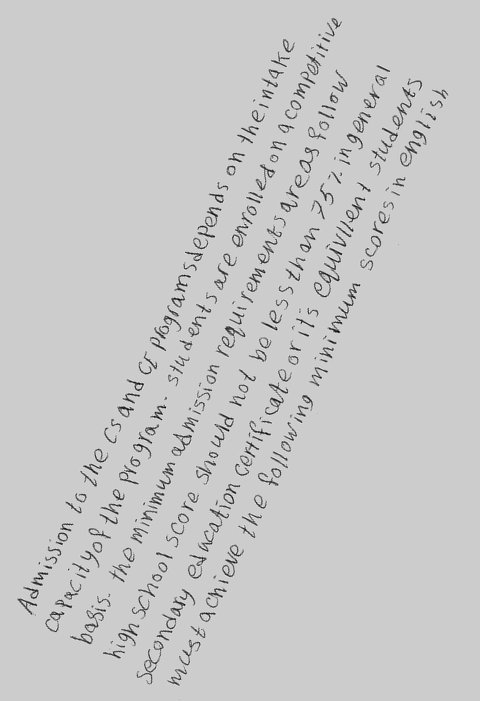 Admission to the CS and CE programs depends on the intake
capacity of the program. students are enrolled on a competitive
basis. the minimum admission requirements are as follow
high school score should not be less than 75% in general
secondary education certificate or its equivllent students
must achieve the following minimum scores in english